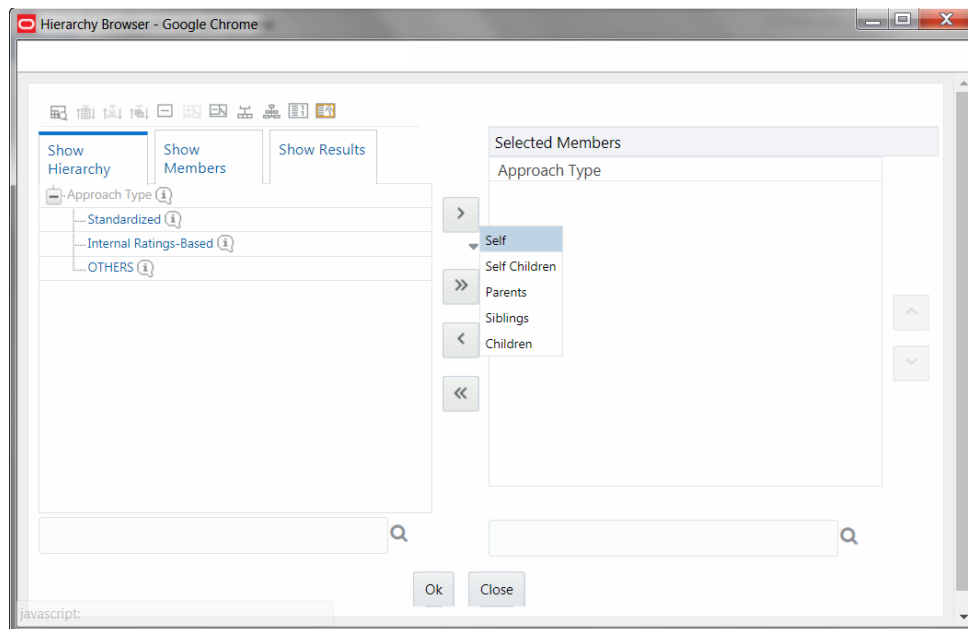 Hierarchy Browser - Google Chrome
Show Hierarchy
Show Members
Show Results
Approach Type
Standardized
Internal Ratings-Based
OTHERS
Selected Members
Approach Type
Self
Self Children
Parents
Siblings
Children
Ok
Close
javascript: